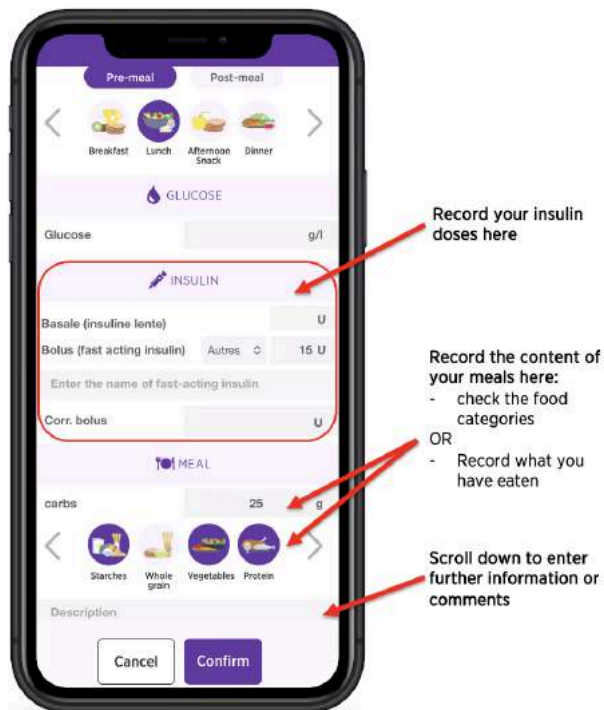 Pre-meal Post-meal
Breakfast Lunch Afternoon Snack Dinner
GLUCOSE
Glucose g/l
INSULIN
Basale (insuline lente) U
Bolus (fast acting insulin) Autres 15 U
Enter the name of fast-acting insulin
Corr. bolus U
MEAL
carbs 25 g
Starches Whole grain Vegetables Protein
Description
Cancel Confirm
Record your insulin
doses here
Record the content of
your meals here:
- check the food
categories
OR
- Record what you
have eaten
Scroll down to enter
further information or
comments